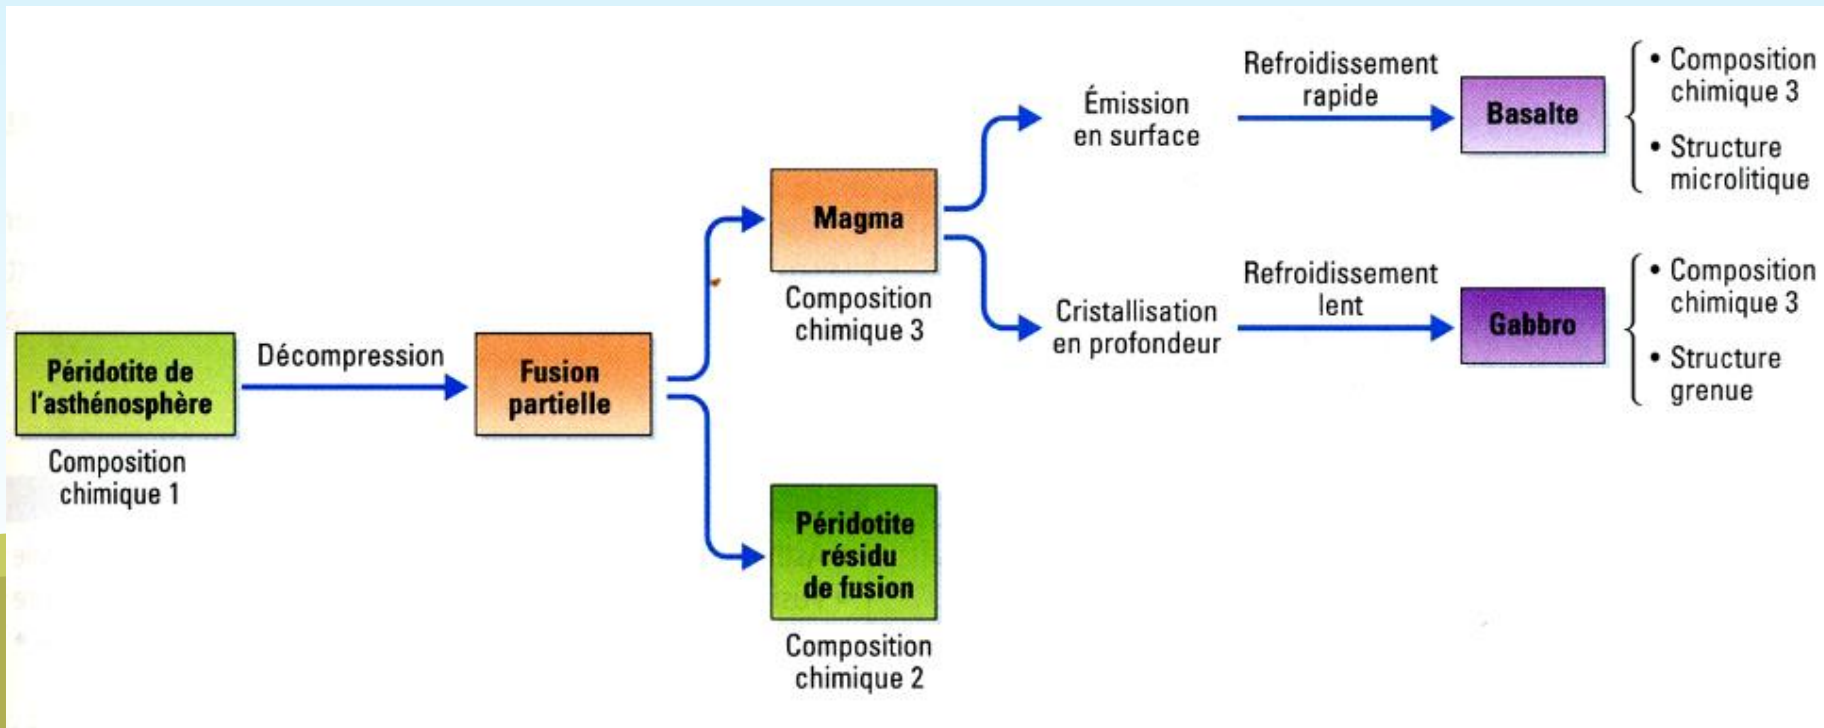 Péridotite de
l'asthénosphère
Composition
chimique 1
Décompression
Fusion
partielle
Magma
Composition
chimique 3
Péridotite
résidu
de fusion
Composition
chimique 2
Émission
en surface
Refroidissement
rapide
Basalte
• Composition
chimique 3
• Structure
microlitique
Cristallisation
en profondeur
Refroidissement
lent
Gabbro
• Composition
chimique 3
• Structure
grenue